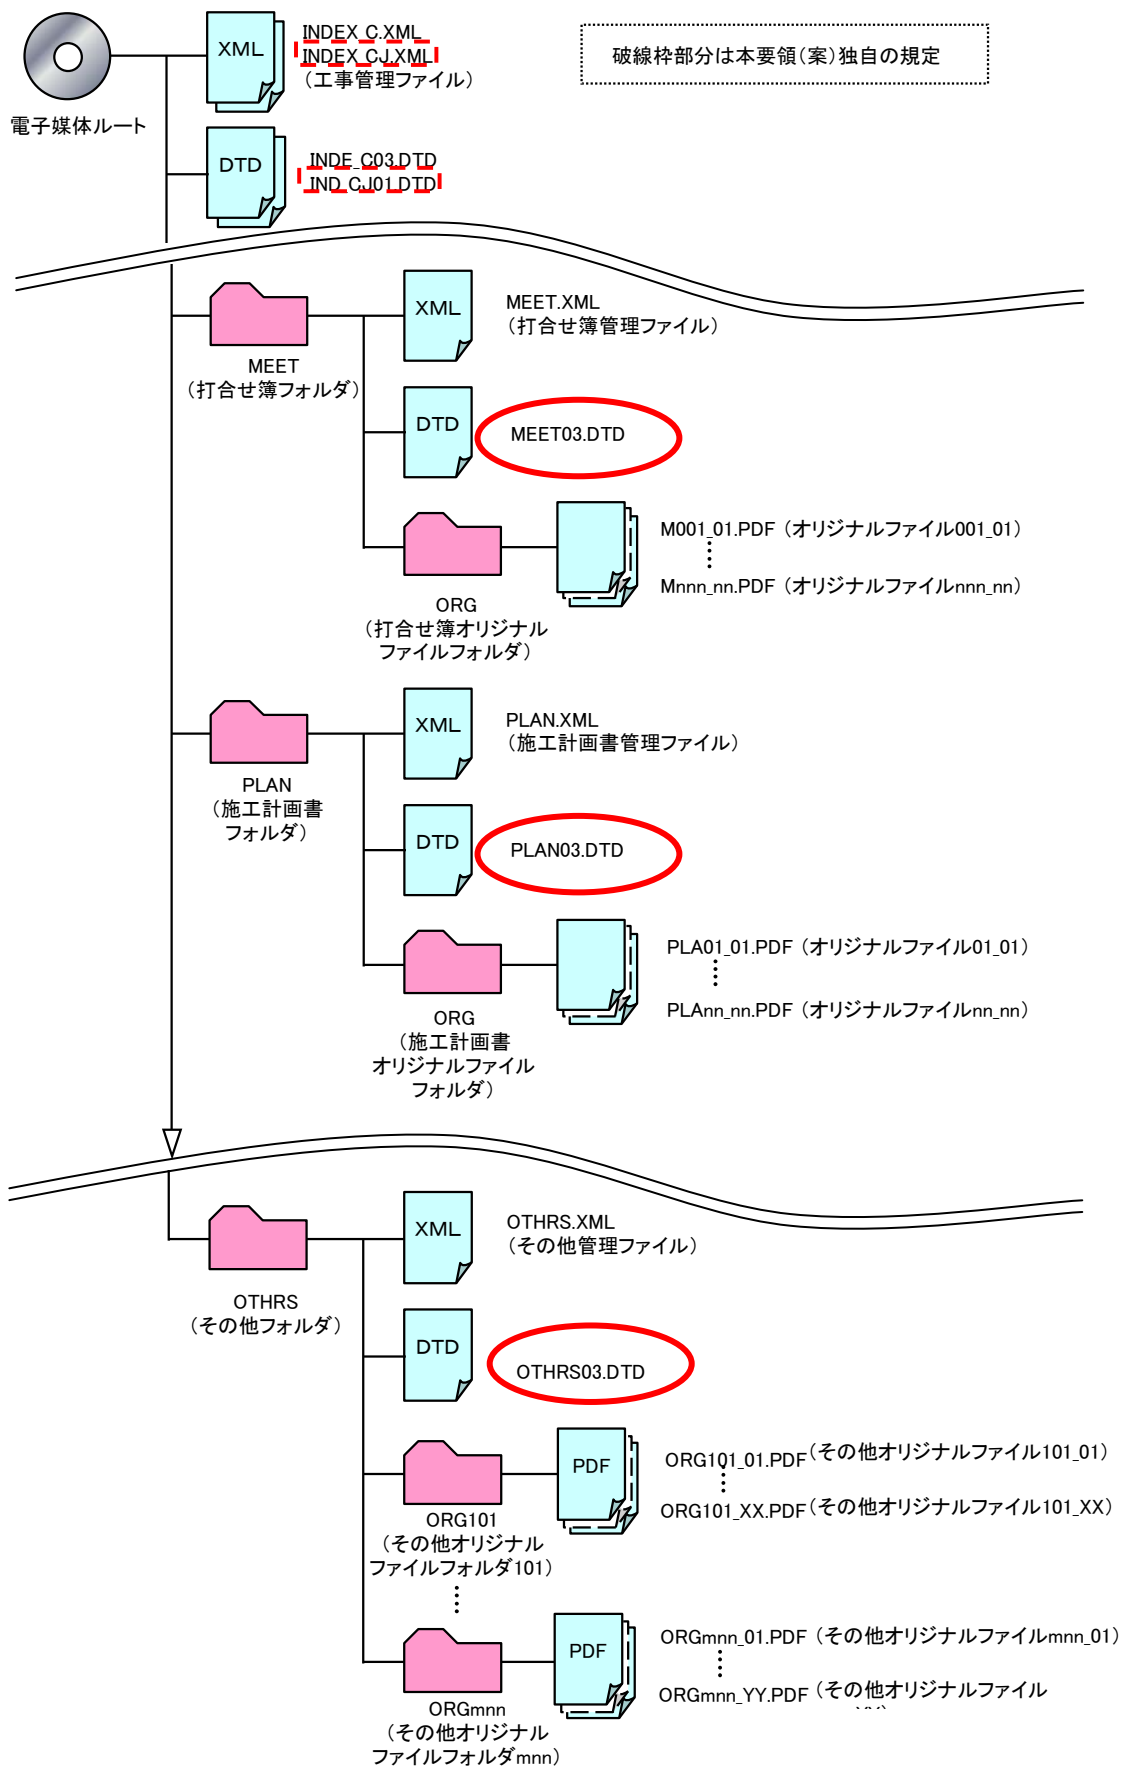 INDEX_C.XML
XML
INDEX_CJ.XML
（工事管理ファイル）
破線枠部分は本要領（案）独自の規定
電子媒体ルート
DTD
INDE_C03.DTD
IND_CJ01.DTD
XML
MEET.XML
（打合せ簿管理ファイル）
MEET
（打合せ簿フォルダ）
DTD
MEET03.DTD
M001_01.PDF（オリジナルファイル001_01）
Mnnn_nn.PDF（オリジナルファイルnnn_nn）
ORG
（打合せ簿オリジナル
ファイルフォルダ）
XML
PLAN.XML
（施工計画書管理ファイル）
PLAN
（施工計画書
フォルダ）
DTD
PLAN03.DTD
PLA01_01.PDF（オリジナルファイル01_01）
PLAnn_nn.PDF（オリジナルファイルnn_nn）
ORG
（施工計画書
オリジナルファイル
フォルダ）
XML
OTHRS.XML
（その他管理ファイル）
OTHRS
（その他フォルダ）
DTD
OTHRS03.DTD
PDF
ORG101_01.PDF（その他オリジナルファイル101_01）
ORG101_XX.PDF（その他オリジナルファイル101_XX）
ORG101
（その他オリジナル
ファイルフォルダ101）
PDF
ORGmnn_01.PDF（その他オリジナルファイルmnn_01）
ORGmnn_YY.PDF（その他オリジナルファイル
ORGmnn
（その他オリジナル
ファイルフォルダmnn）